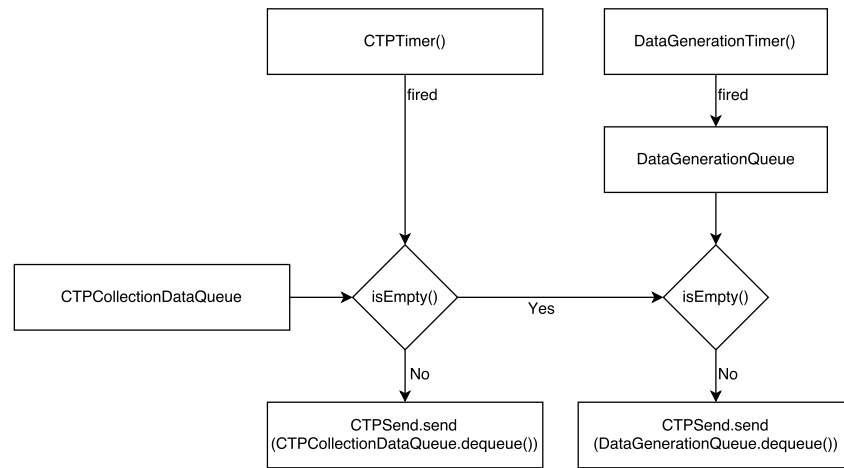 CTPTimer()
DataGenerationTimer()
fired
fired
DataGenerationQueue
CTPCollectionDataQueue
isEmpty()
isEmpty()
Yes
No
No
CTPSend.send
(CTPCollectionDataQueue.dequeue())
CTPSend.send
(DataGenerationQueue.dequeue())